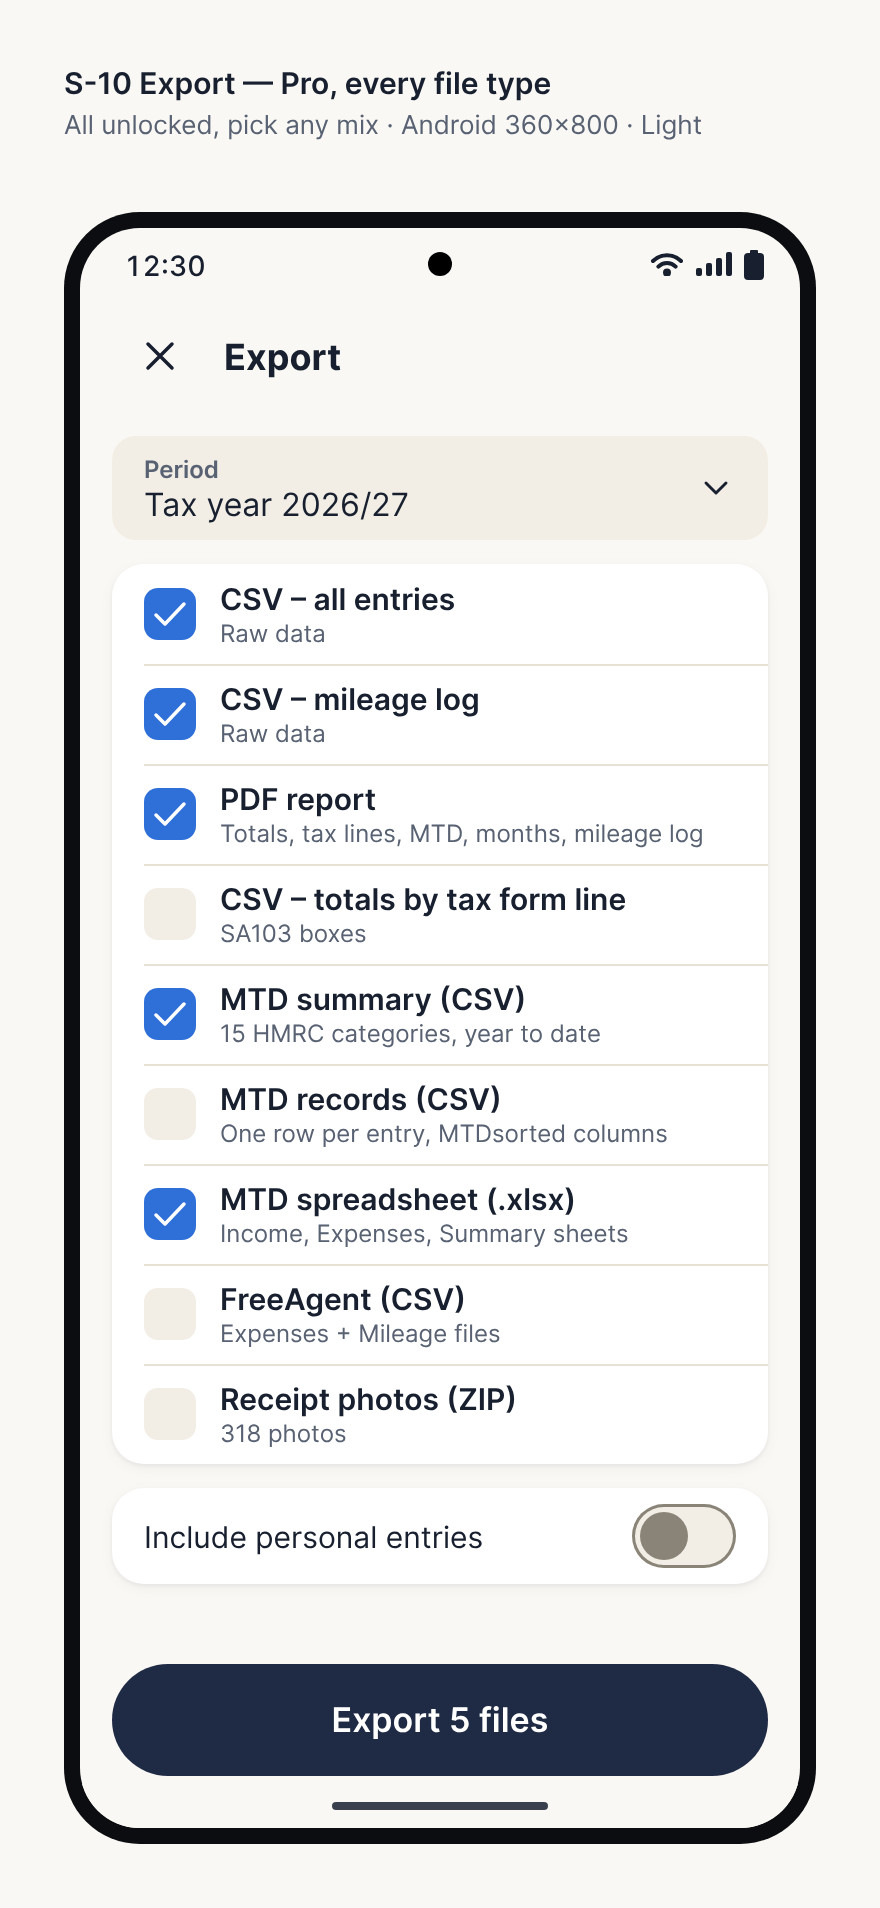 S-10 Export — Pro, every file type
All unlocked, pick any mix · Android 360×800 · Light
12:30
Export
Period
Tax year 2026/27
CSV – all entries
Raw data
CSV – mileage log
Raw data
PDF report
Totals, tax lines, MTD, months, mileage log
CSV – totals by tax form line
SA103 boxes
MTD summary (CSV)
15 HMRC categories, year to date
MTD records (CSV)
One row per entry, MTDsorted columns
MTD spreadsheet (.xlsx)
Income, Expenses, Summary sheets
FreeAgent (CSV)
Expenses + Mileage files
Receipt photos (ZIP)
318 photos
Include personal entries
Export 5 files